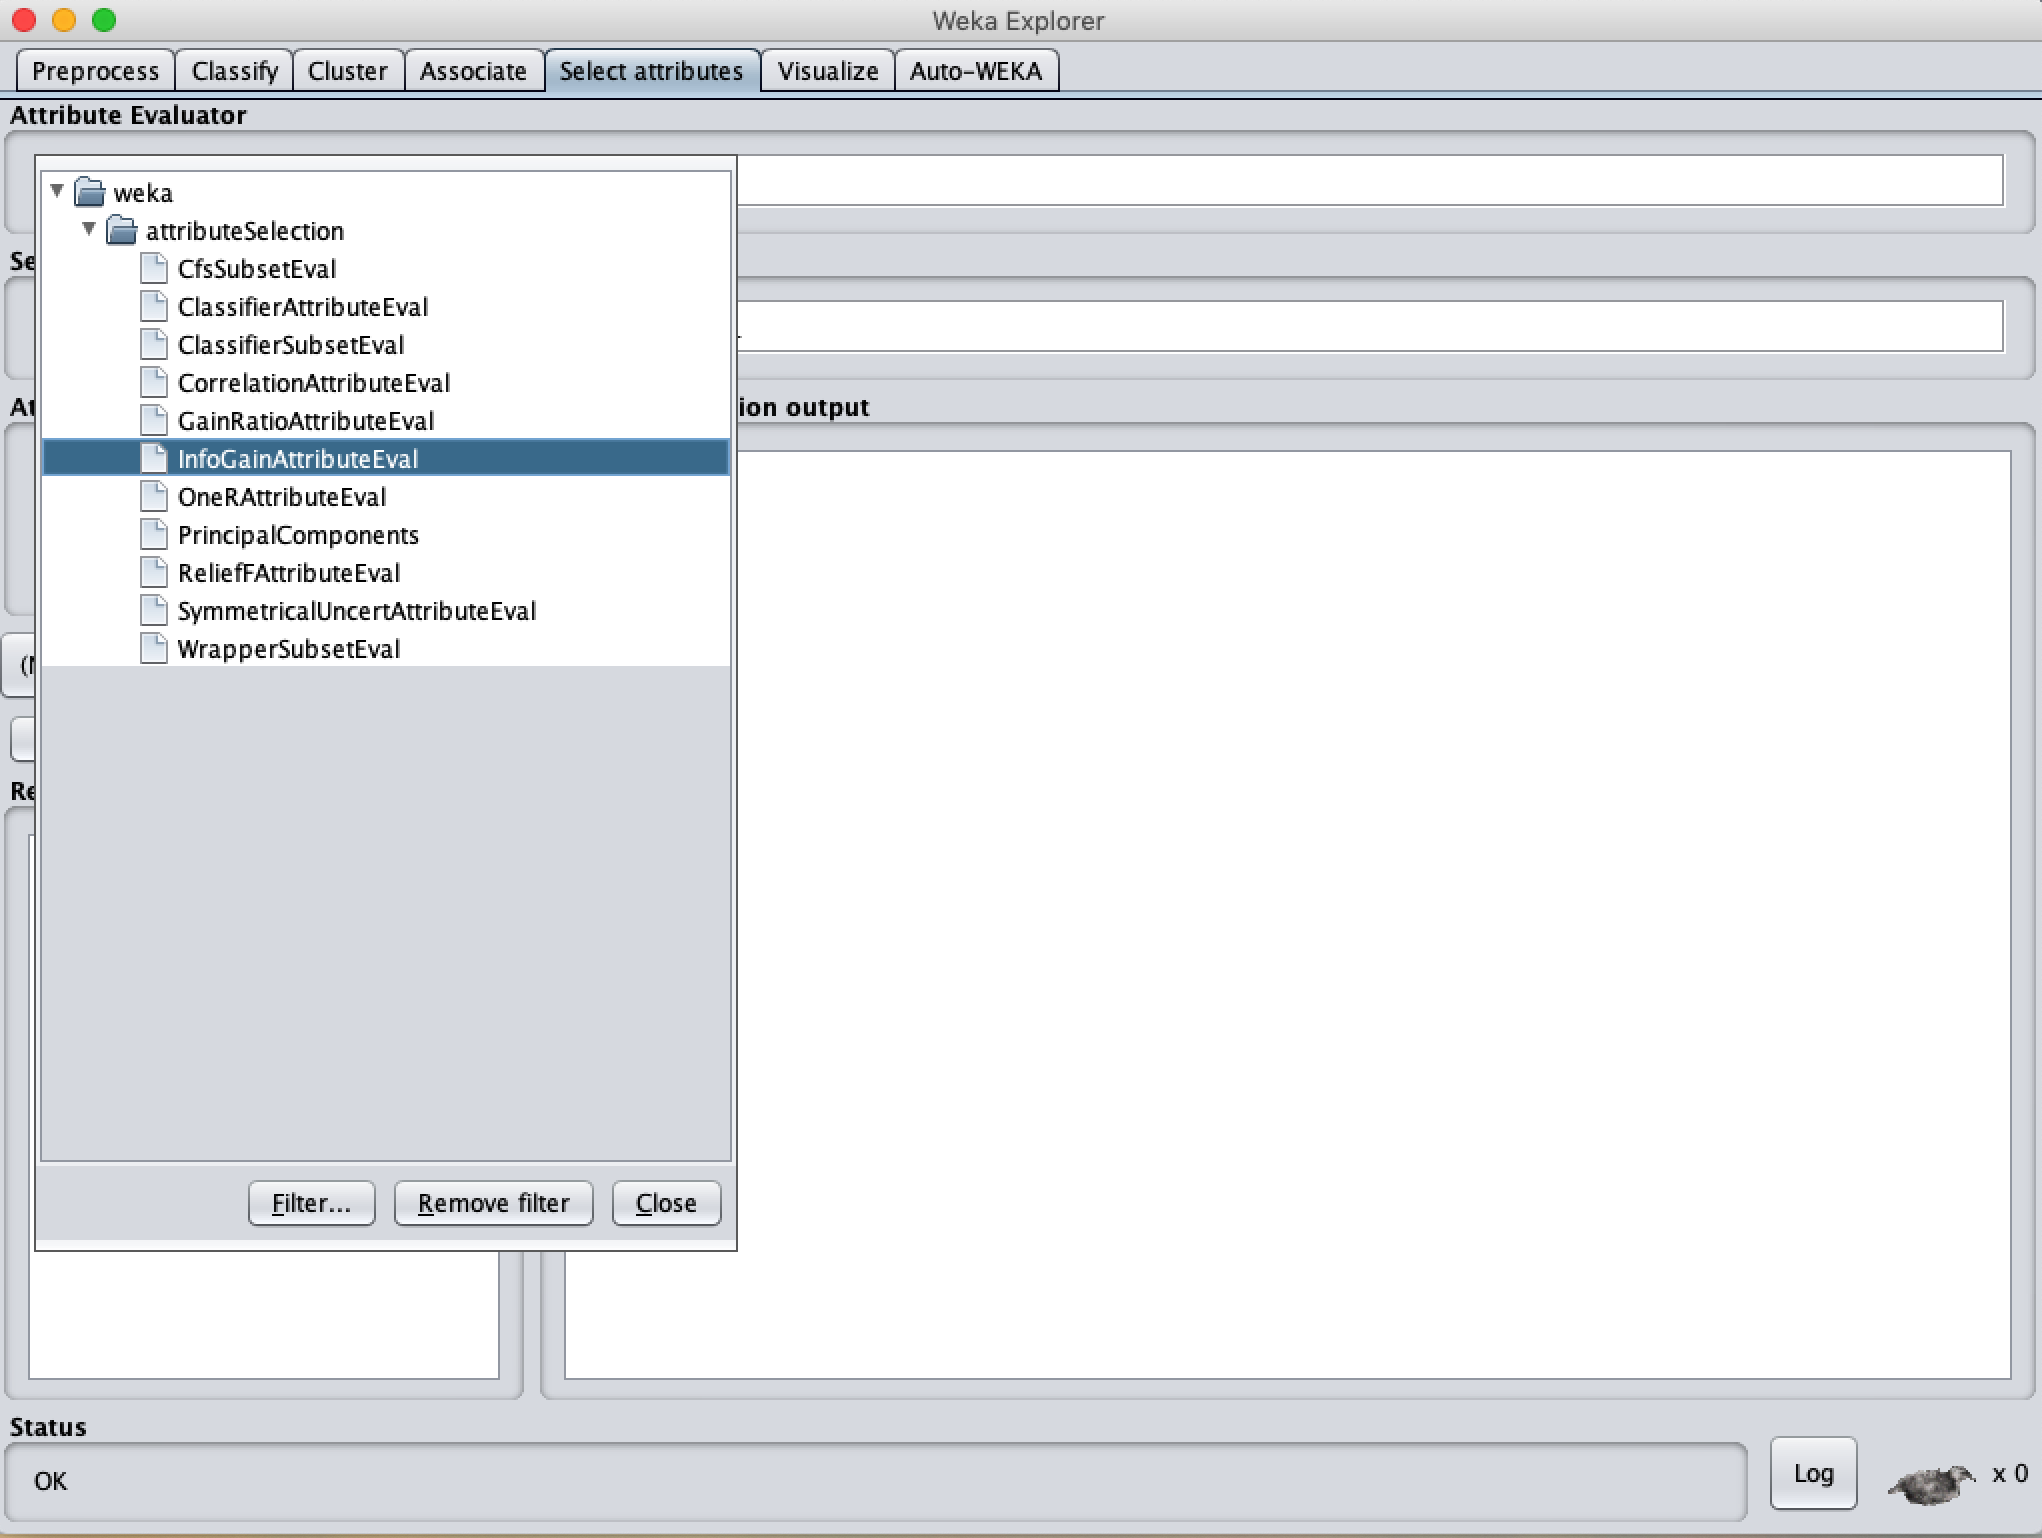 Weka Explorer
Preprocess Classify Cluster Associate Select attributes Visualize Auto-WEKA
Attribute Evaluator
weka
attributeSelection
CfsSubsetEval
ClassifierAttributeEval
ClassifierSubsetEval
CorrelationAttributeEval
GainRatioAttributeEval
InfoGainAttributeEval
OneRAttributeEval
PrincipalComponents
ReliefFAttributeEval
SymmetricalUncertAttributeEval
WrapperSubsetEval
Filter... Remove filter Close
Se
At
ion output
(
Re
Status
OK
Log
x 0